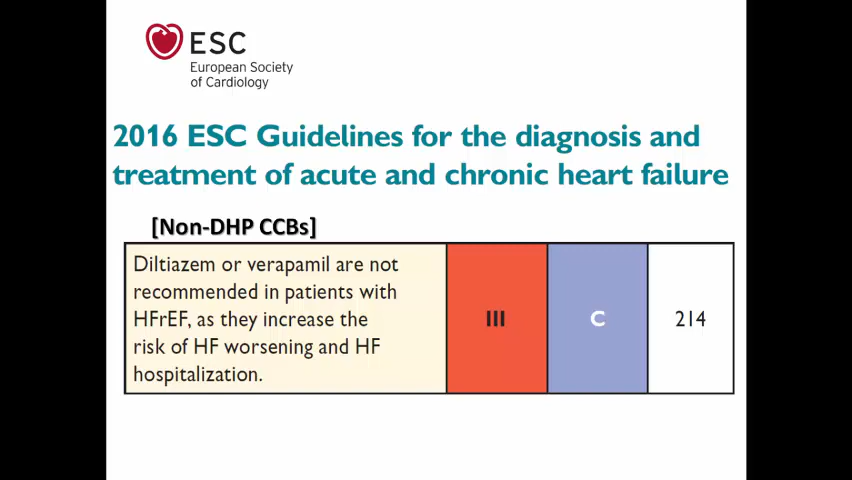 ESC
European Society
of Cardiology
2016 ESC Guidelines for the diagnosis and
treatment of acute and chronic heart failure
[Non-DHP CCBs]
Diltiazem or verapamil are not
recommended in patients with
HFrEF, as they increase the
risk of HF worsening and HF
hospitalization.
III
C
214